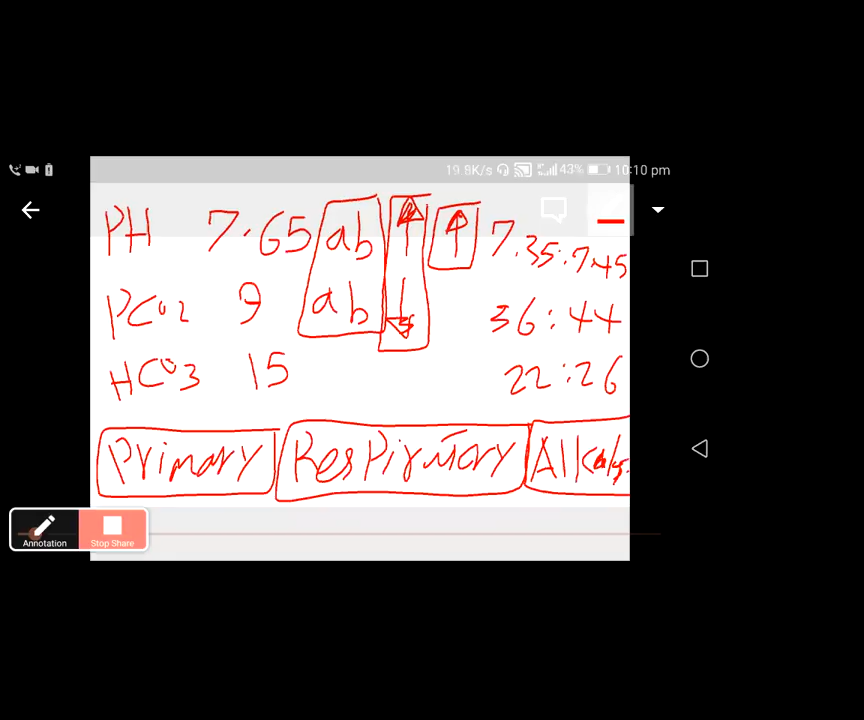 19.8K/s 43% 10:10 pm
PH 7.65 ab 7.35:7.45
PCO2 9 ab 36:44
HCO3 15 22:26
Primary Respiratory
Annotation Stop Share